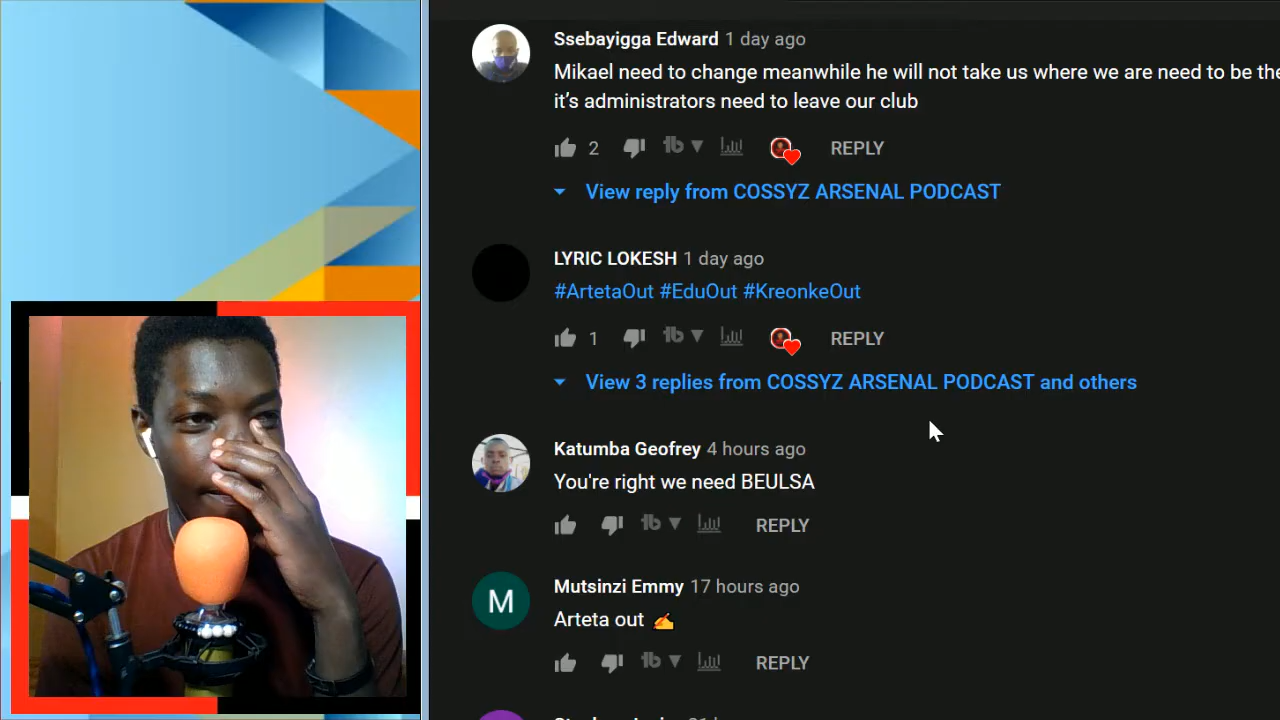 Ssebayigga Edward 1 day ago
Mikael need to change meanwhile he will not take us where we are need to be the
it’s administrators need to leave our club
2 REPLY
View reply from COSSYZ ARSENAL PODCAST
LYRIC LOKESH 1 day ago
#ArtetaOut #EduOut #KreonkeOut
1 REPLY
View 3 replies from COSSYZ ARSENAL PODCAST and others
Katumba Geofrey 4 hours ago
You're right we need BEULSA
REPLY
M
Mutsinzi Emmy 17 hours ago
Arteta out ✍️
REPLY